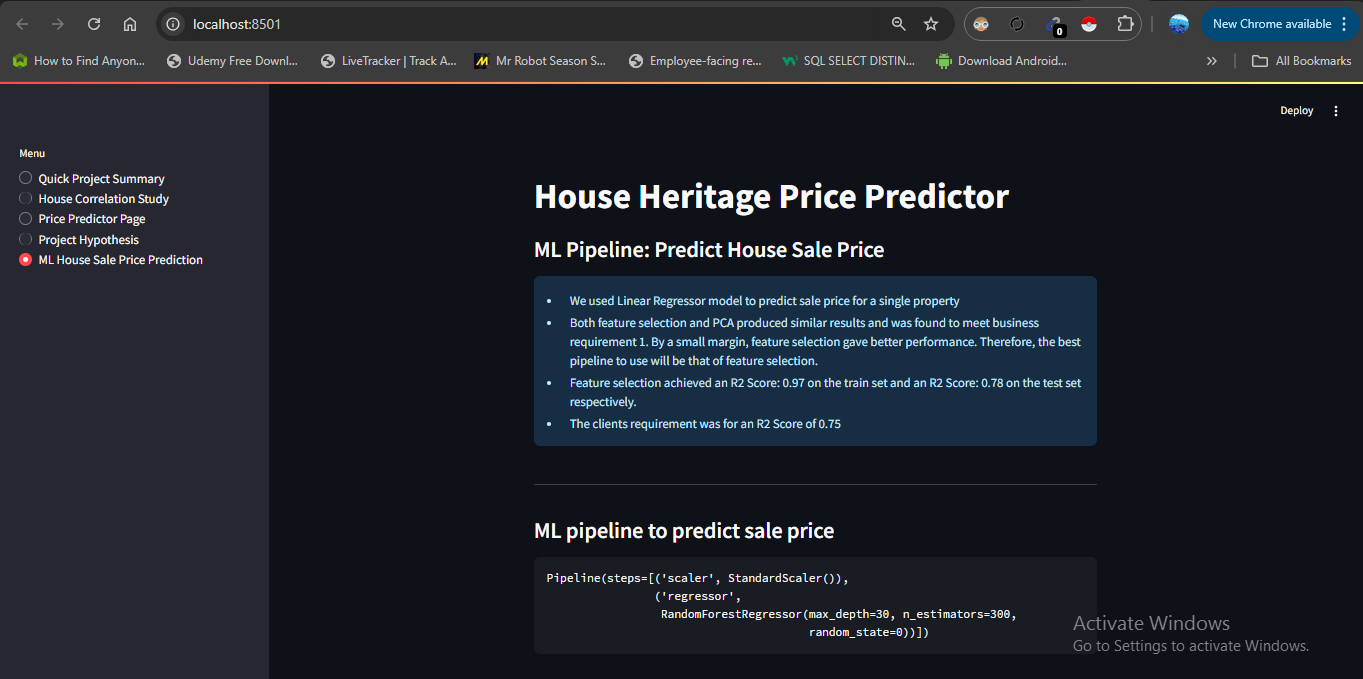 localhost:8501
0
New Chrome available
How to Find Anyon...
Udemy Free Downl...
LiveTracker | Track A...
Mr Robot Season S...
Employee-facing re...
SQL SELECT DISTIN...
Download Android...
»
All Bookmarks
Deploy
Menu
Quick Project Summary
House Correlation Study
Price Predictor Page
Project Hypothesis
ML House Sale Price Prediction
House Heritage Price Predictor
ML Pipeline: Predict House Sale Price
• We used Linear Regressor model to predict sale price for a single property
• Both feature selection and PCA produced similar results and was found to meet business
requirement 1. By a small margin, feature selection gave better performance. Therefore, the best
pipeline to use will be that of feature selection.
• Feature selection achieved an R2 Score: 0.97 on the train set and an R2 Score: 0.78 on the test set
respectively.
• The clients requirement was for an R2 Score of 0.75
ML pipeline to predict sale price
Pipeline(steps=[('scaler', StandardScaler()),
('regressor',
RandomForestRegressor(max_depth=30, n_estimators=300,
random_state=0))])
Activate Windows
Go to Settings to activate Windows.